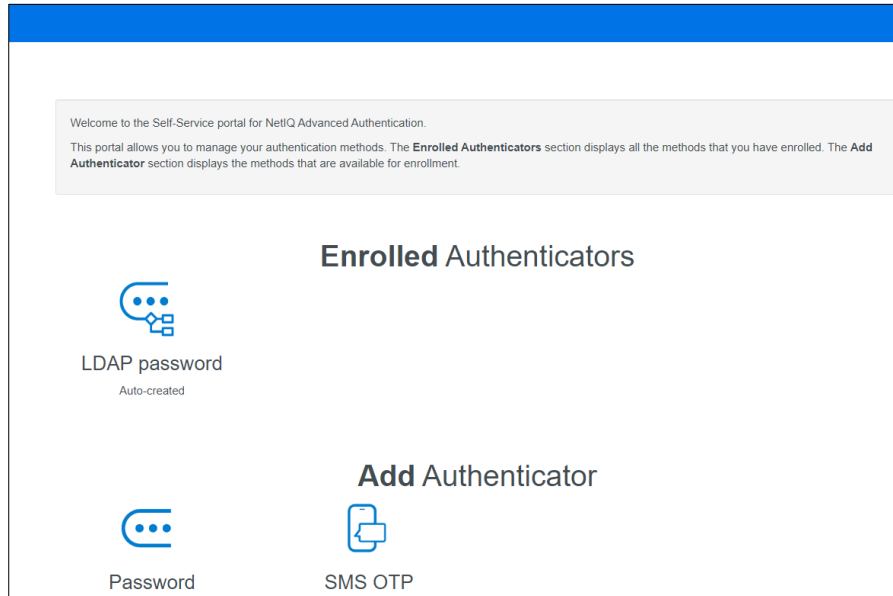 Welcome to the Self-Service portal for NetIQ Advanced Authentication.
This portal allows you to manage your authentication methods. The Enrolled Authenticators section displays all the methods that you have enrolled. The Add
Authenticator section displays the methods that are available for enrollment.
Enrolled Authenticators
LDAP password
Auto-created
Add Authenticator
Password
SMS OTP